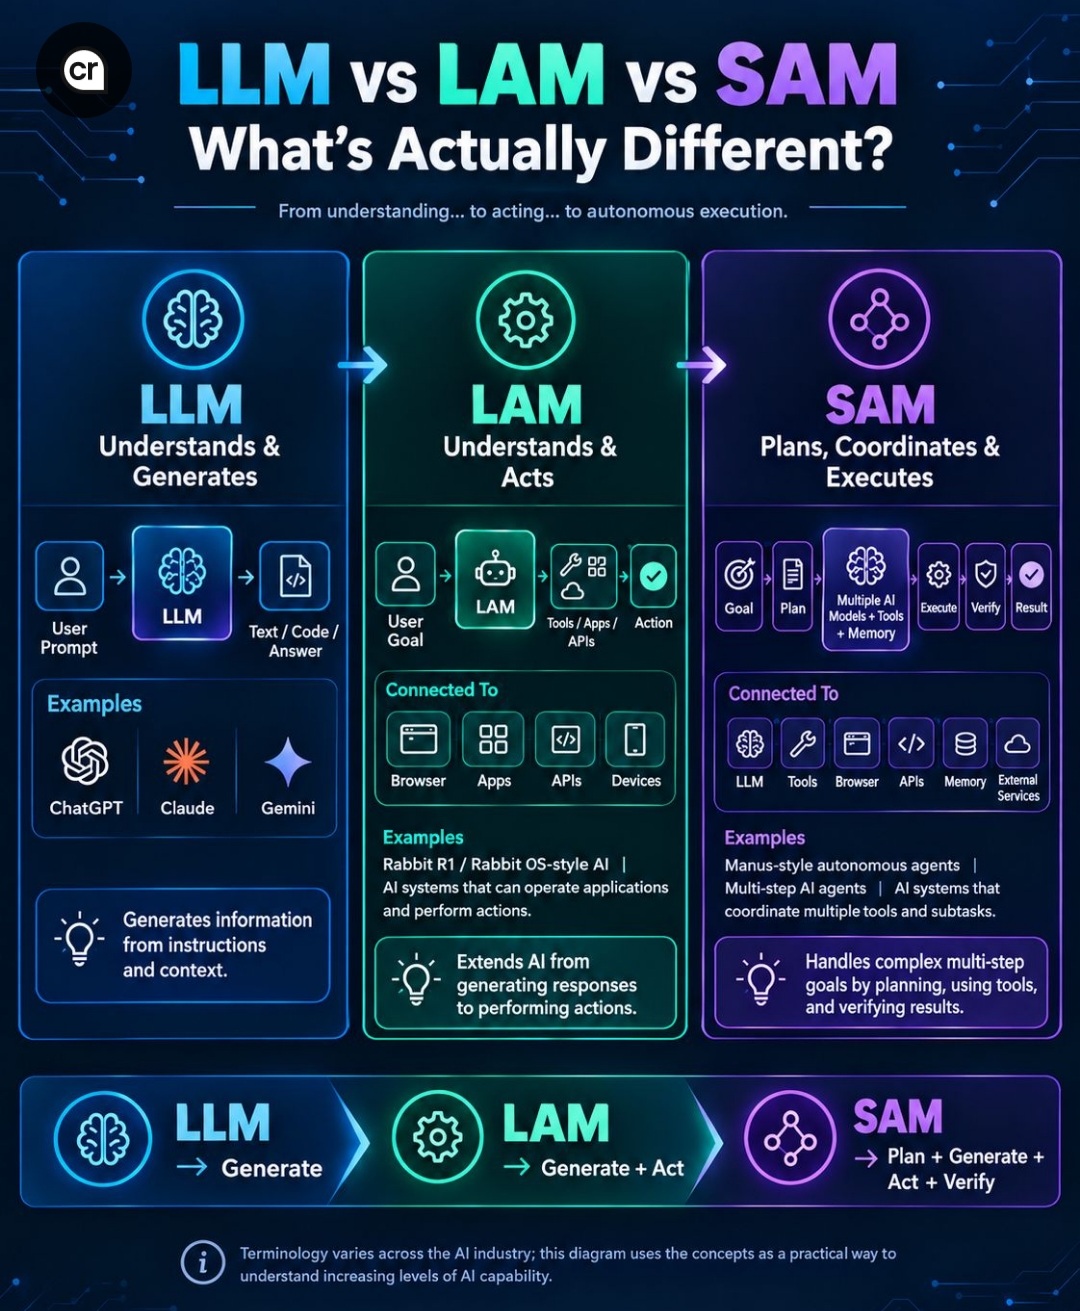 cr
LLM vs LAM vs SAM
What's Actually Different?
From understanding... to acting... to autonomous execution.
LLM
Understands &
Generates
User
Prompt
LLM
Text / Code /
Answer
Examples
ChatGPT
Claude
Gemini
Generates information
from instructions
and context.
LAM
Understands &
Acts
User
Goal
LAM
Tools / Apps /
APIs
Action
Connected To
Browser
Apps
APIs
Devices
Examples
Rabbit R1 / Rabbit OS-style AI |
AI systems that can operate applications
and perform actions.
Extends AI from
generating responses
to performing actions.
SAM
Plans, Coordinates &
Executes
Goal
Plan
Multiple AI
Models + Tools
+ Memory
Execute
Verify
Result
Connected To
LLM
Tools
Browser
APIs
Memory
External
Services
Examples
Manus-style autonomous agents |
Multi-step AI agents | AI systems that
coordinate multiple tools and subtasks.
Handles complex multi-step
goals by planning, using tools,
and verifying results.
LLM
→ Generate
LAM
→ Generate + Act
SAM
→ Plan + Generate +
Act + Verify
Terminology varies across the AI industry; this diagram uses the concepts as a practical way to
understand increasing levels of AI capability.